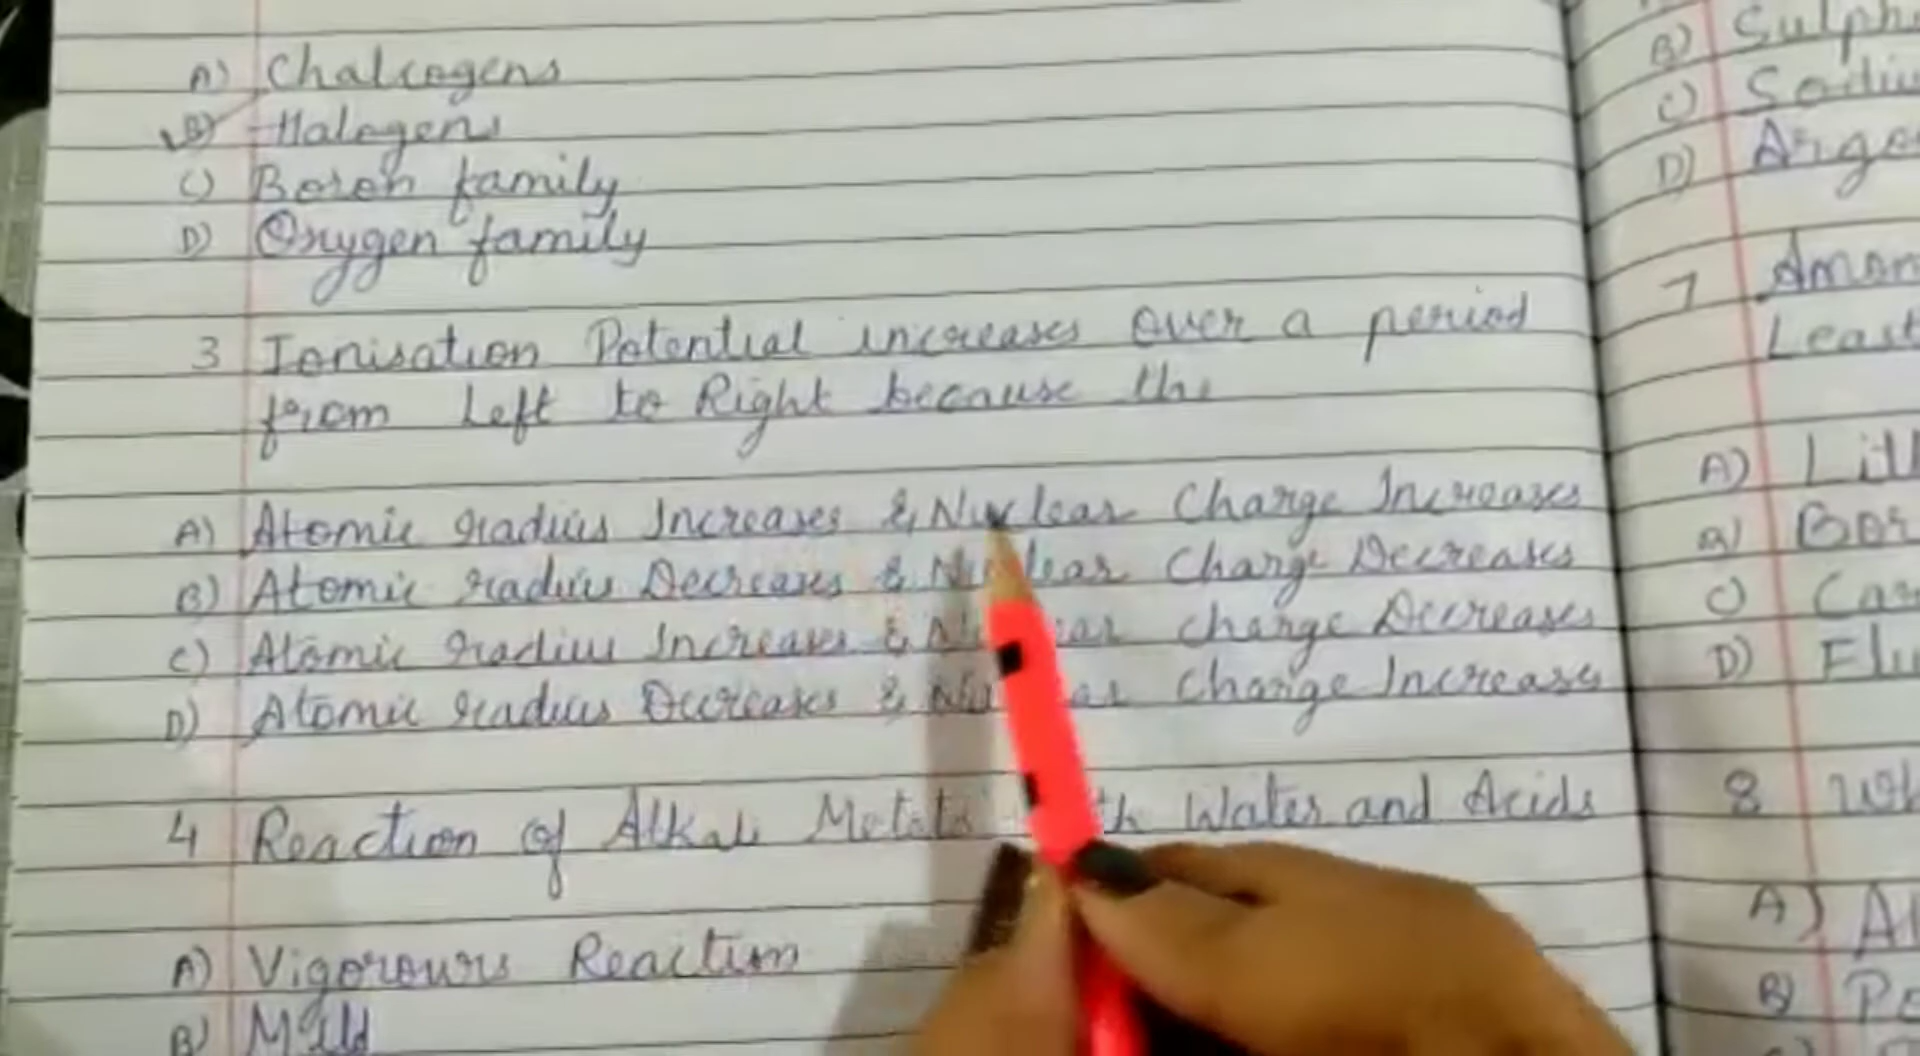 A) Chalcogens
B) Halogens
C) Boron family
D) Oxygen family
3 Ionisation Potential increases over a period
from Left to Right because the
A) Atomic radius Increases & Nuclear Charge Increases
B) Atomic radius Decreases & Nuclear Charge Decreases
C) Atomic radius Increases & Nuclear charge Decreases
D) Atomic radius Decreases & Nuclear Charge Increases
4 Reaction of Alkali Metals with Water and Acids
A) Vigorours Reaction
B) Mild
B) Sulph
C) Sodiu
D) Argo
7 Amon
Least
A) Lit
B) Bor
C) Ca
D) Flu
8
A) Al
B)